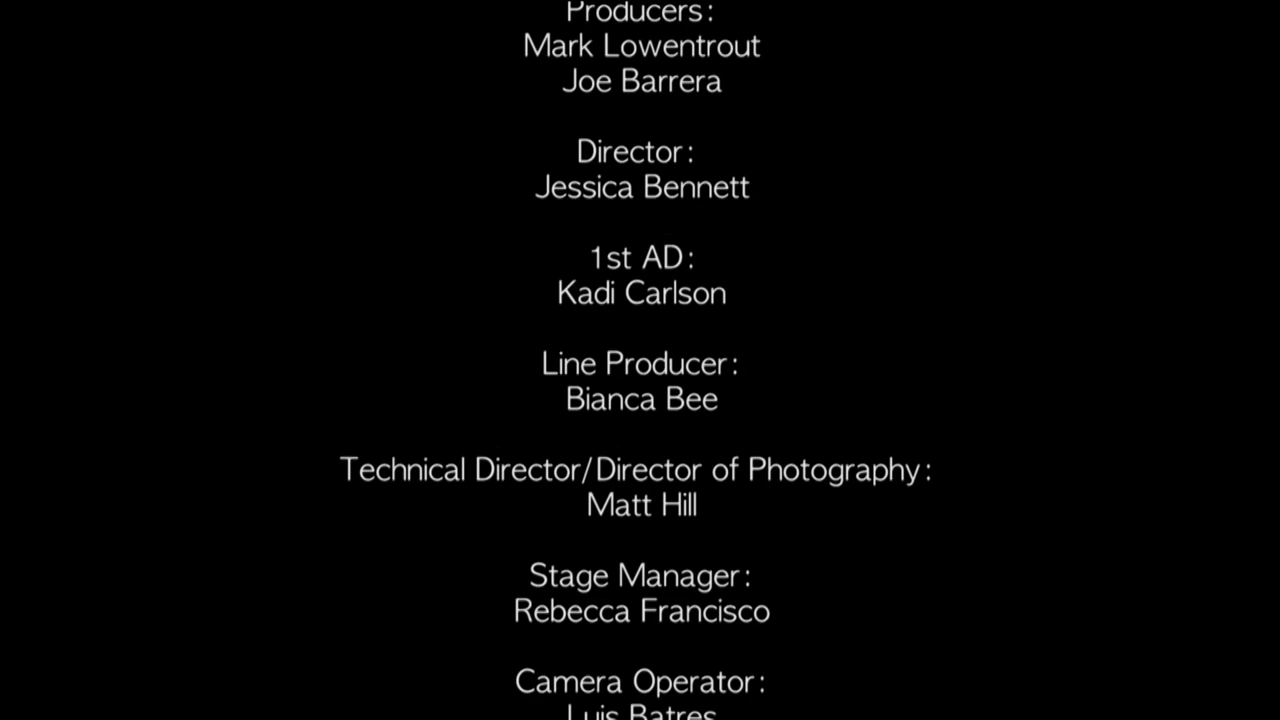 Producers:
Mark Lowentrout
Joe Barrera
Director:
Jessica Bennett
1st AD:
Kadi Carlson
Line Producer:
Bianca Bee
Technical Director/Director of Photography:
Matt Hill
Stage Manager:
Rebecca Francisco
Camera Operator:
Luis Batres